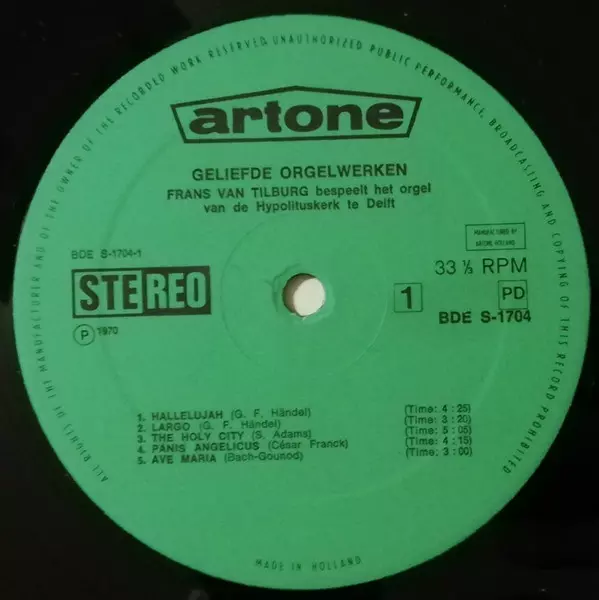 ALL RIGHTS OF THE MANUFACTURER AND OF THE OWNER OF THE RECORDED WORK RESERVED. UNAUTHORIZED PUBLIC PERFORMANCE, BROADCASTING AND COPYING OF THIS RECORD PROHIBITED
artone
GELIEFDE ORGELWERKEN
FRANS VAN TILBURG bespeelt het orgel
van de Hypolituskerk te Delft
BDE S-1704-1
MANUFACTURED BY
ARTONE HOLLAND
STEREO
33 ⅓ RPM
1
PD
P 1970
BDE S-1704
1. HALLELUJAH (G. F. Händel) (Time: 4 : 25)
2. LARGO (G. F. Händel) (Time: 3 : 20)
3. THE HOLY CITY (S. Adams) (Time: 5 : 05)
4. PANIS ANGELICUS (César Franck) (Time: 4 : 15)
5. AVE MARIA (Bach-Gounod) (Time: 3 : 00)
MADE IN HOLLAND